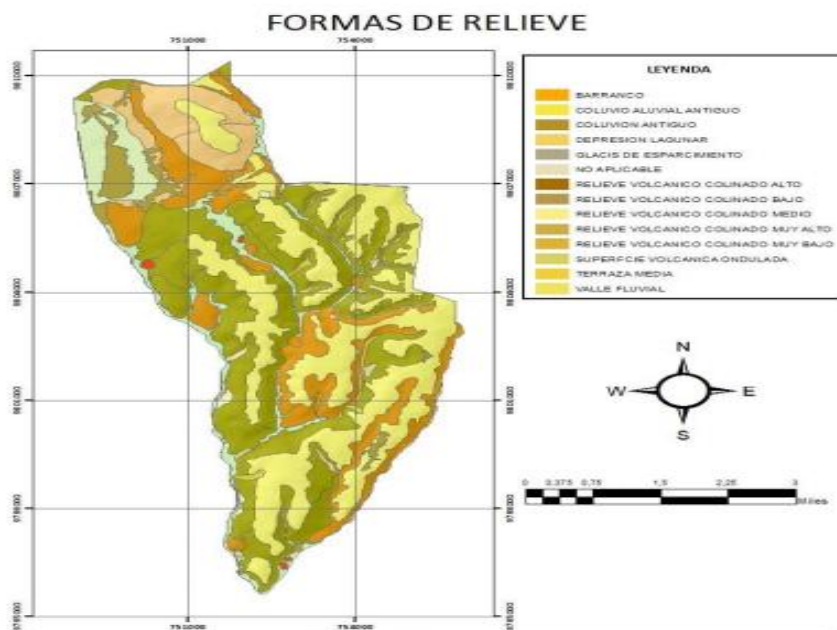 FORMAS DE RELIEVE
751000 754000
LEYENDA
BARRANCO
COLUVIO ALUVIAL ANTIGUO
COLUVION ANTIGUO
DEPRESION LAGUNAR
GLACIS DE ESPARCIMIENTO
NO APLICABLE
RELIEVE VOLCANICO COLINADO ALTO
RELIEVE VOLCANICO COLINADO BAJO
RELIEVE VOLCANICO COLINADO MEDIO
RELIEVE VOLCANICO COLINADO MUY ALTO
RELIEVE VOLCANICO COLINADO MUY BAJO
SUPERFCIE VOLCANICA ONDULADA
TERRAZA MEDIA
VALLE FLUVIAL
N
W E
S
0 0,375 0,75 1,5 2,25 3
Miles
751000